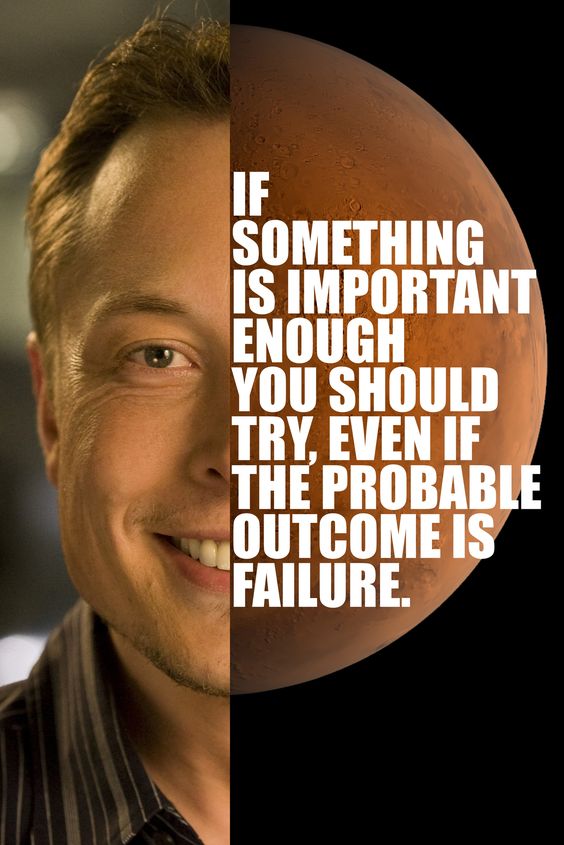 IF
SOMETHING
IS IMPORTANT
ENOUGH
YOU SHOULD
TRY, EVEN IF
THE PROBABLE
OUTCOME IS
FAILURE.